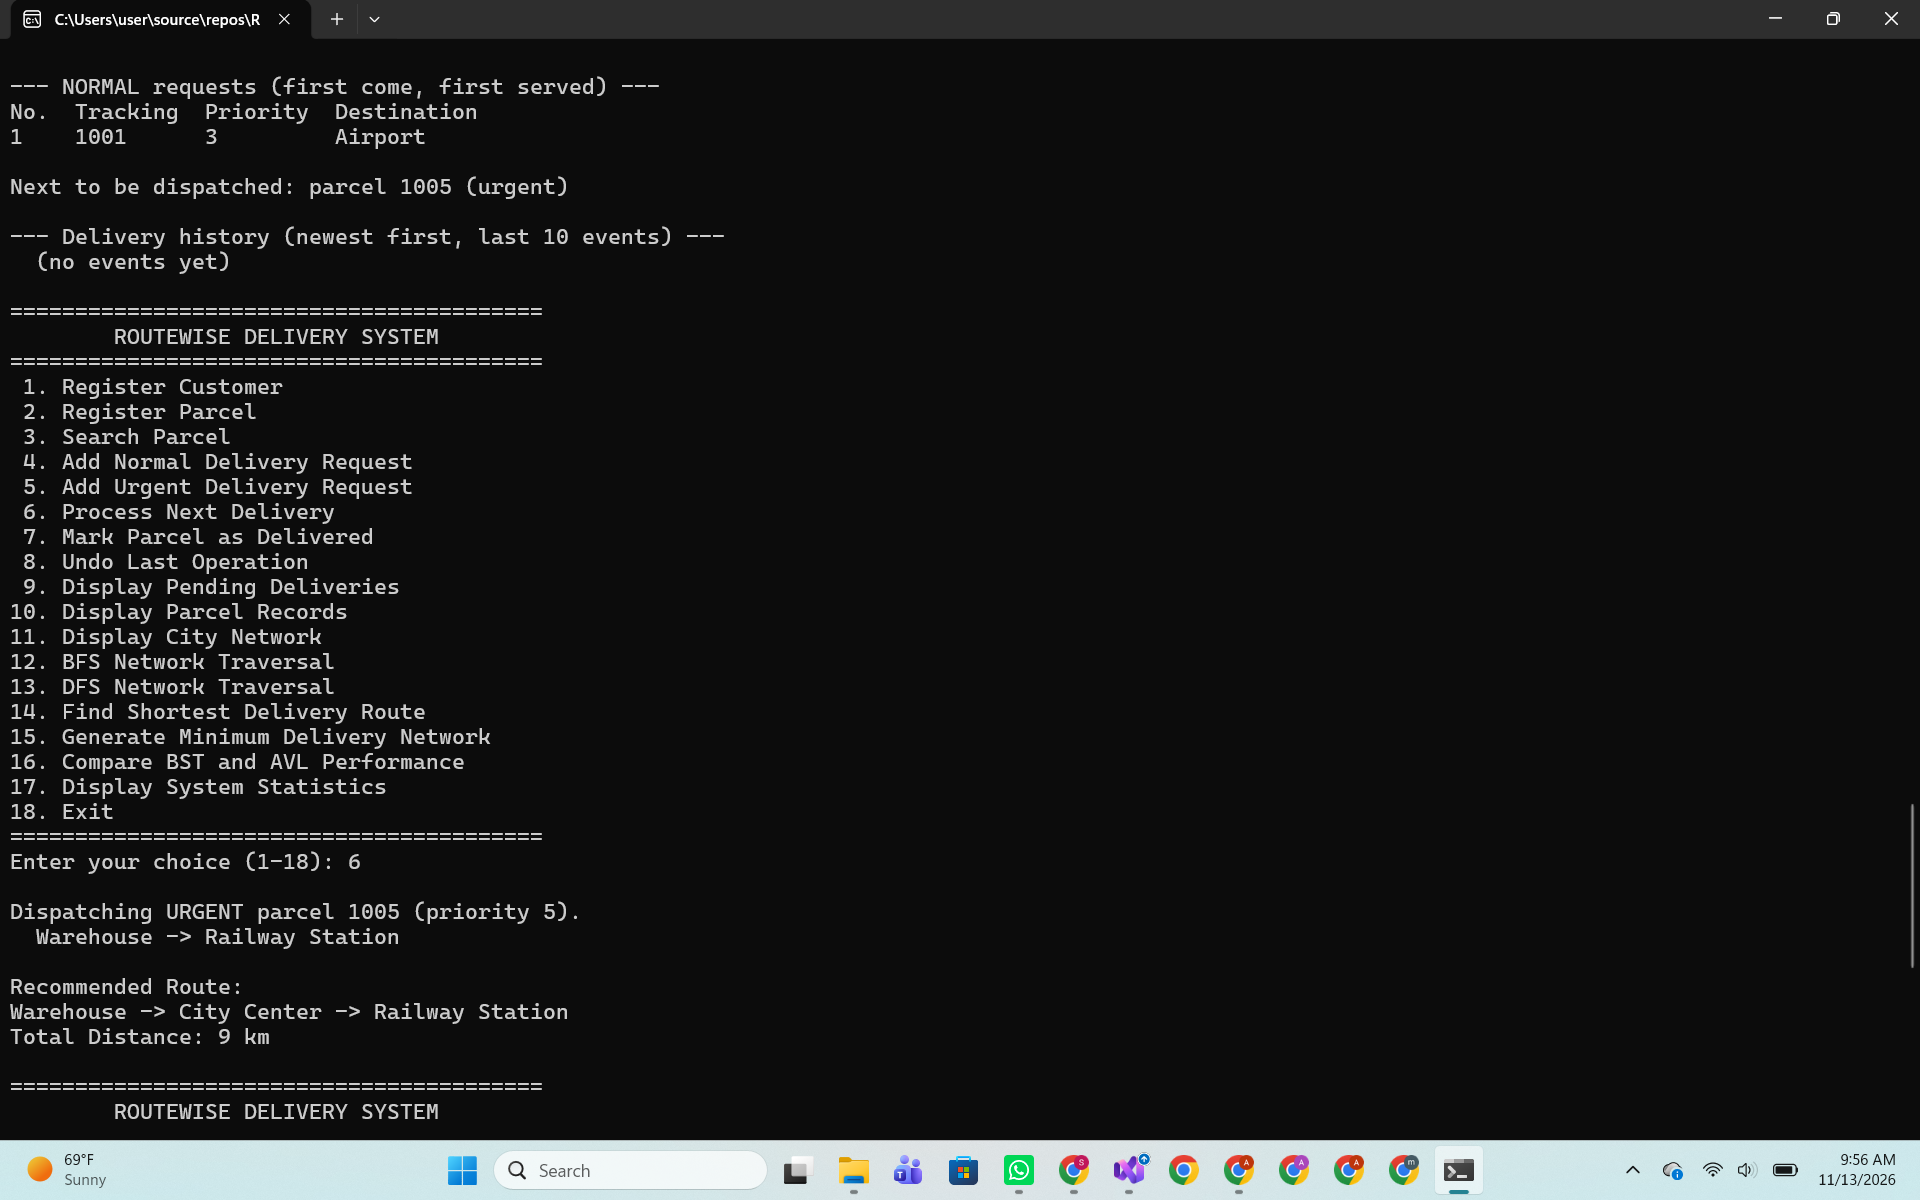 C:\Users\user\source\repos\R
--- NORMAL requests (first come, first served) ---
No.  Tracking  Priority  Destination
1    1001      3         Airport
Next to be dispatched: parcel 1005 (urgent)
--- Delivery history (newest first, last 10 events) ---
  (no events yet)
=========================================
        ROUTEWISE DELIVERY SYSTEM
=========================================
 1. Register Customer
 2. Register Parcel
 3. Search Parcel
 4. Add Normal Delivery Request
 5. Add Urgent Delivery Request
 6. Process Next Delivery
 7. Mark Parcel as Delivered
 8. Undo Last Operation
 9. Display Pending Deliveries
10. Display Parcel Records
11. Display City Network
12. BFS Network Traversal
13. DFS Network Traversal
14. Find Shortest Delivery Route
15. Generate Minimum Delivery Network
16. Compare BST and AVL Performance
17. Display System Statistics
18. Exit
=========================================
Enter your choice (1-18): 6
Dispatching URGENT parcel 1005 (priority 5).
  Warehouse -> Railway Station
Recommended Route:
Warehouse -> City Center -> Railway Station
Total Distance: 9 km
=========================================
        ROUTEWISE DELIVERY SYSTEM
69°F
Sunny
Search
9:56 AM
11/13/2026